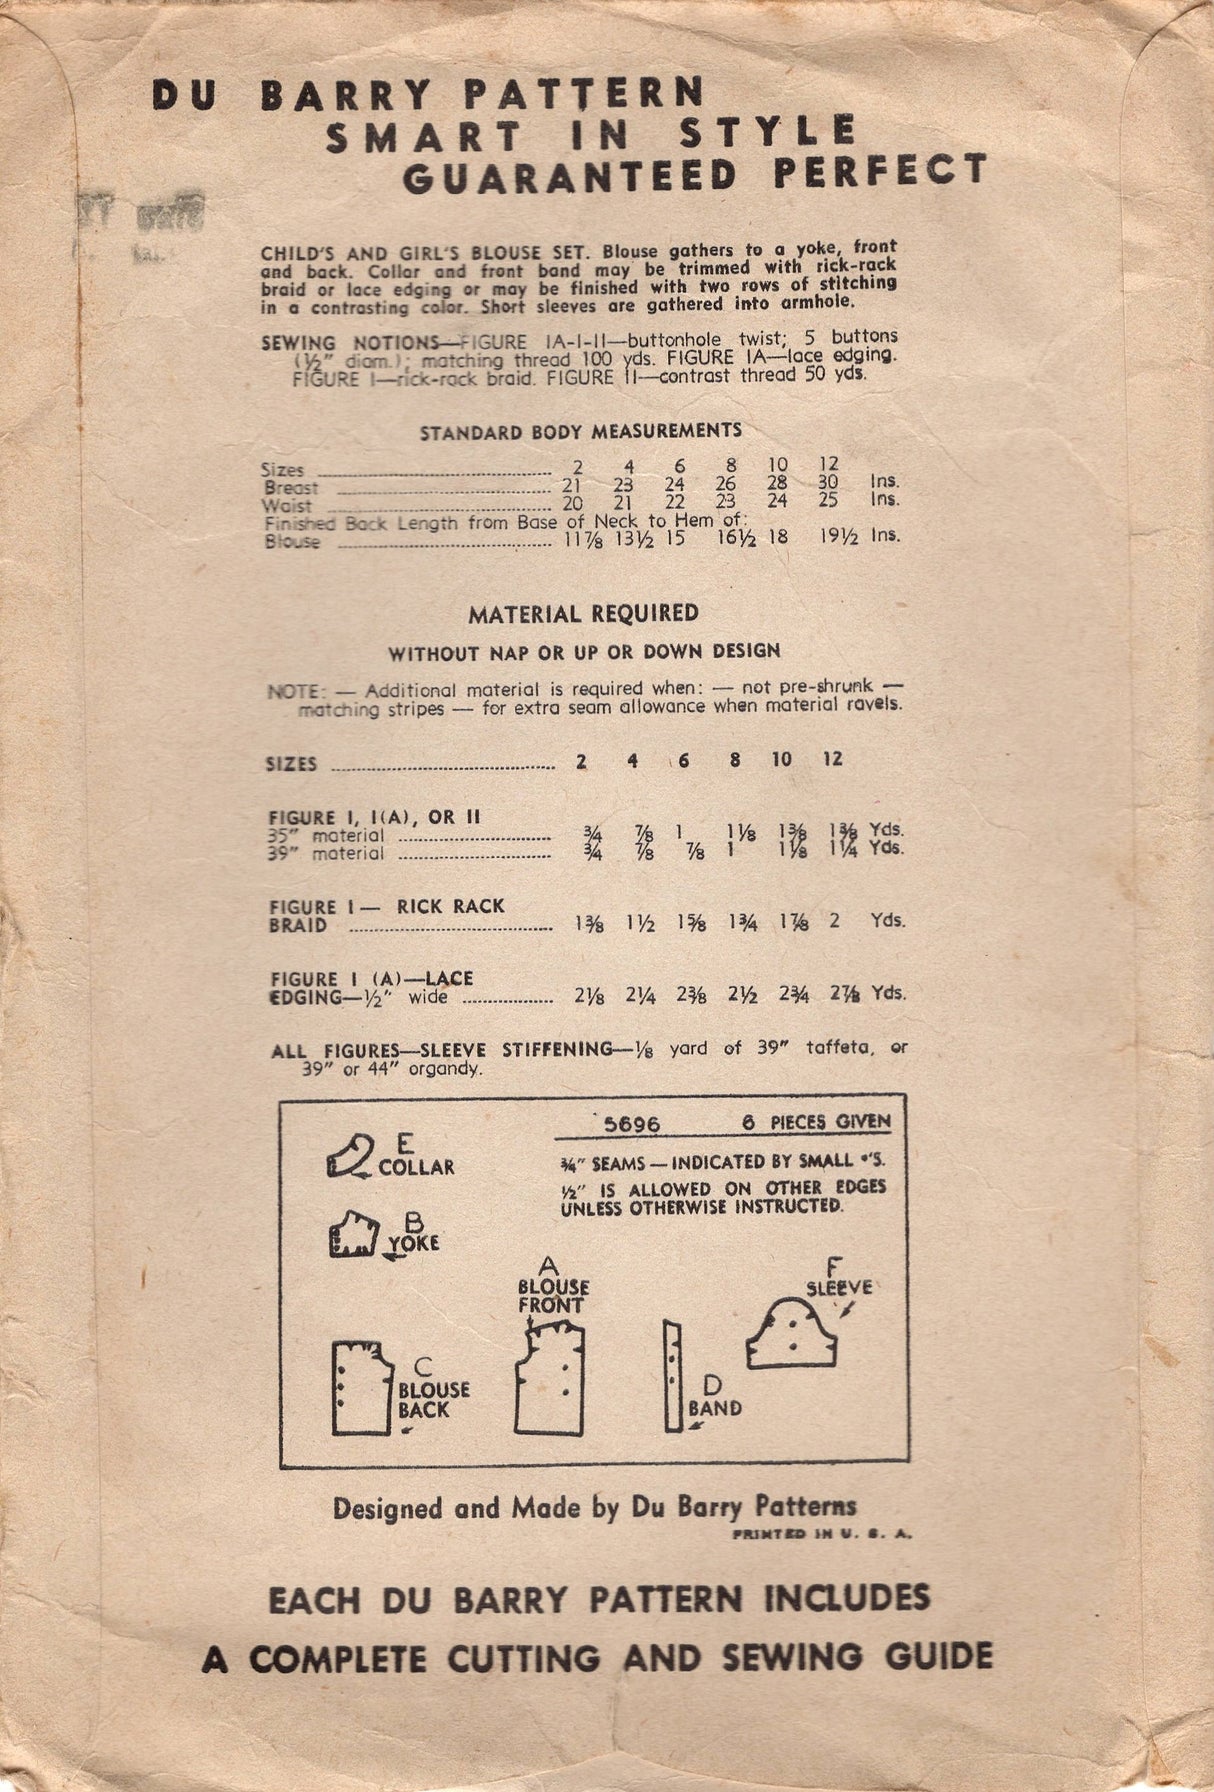 DU BARRY PATTERN
SMART IN STYLE
GUARANTEED PERFECT
CHILD'S AND GIRL'S BLOUSE SET. Blouse gathers to a yoke, front
and back. Collar and front band may be trimmed with rick-rack
braid or lace edging or may be finished with two rows of stitching
in a contrasting color. Short sleeves are gathered into armhole.
SEWING NOTIONS—FIGURE IA-I-II—buttonhole twist; 5 buttons
(½" diam.); matching thread 100 yds. FIGURE IA—lace edging.
FIGURE I—rick-rack braid. FIGURE II—contrast thread 50 yds.
STANDARD BODY MEASUREMENTS
Sizes 2 4 6 8 10 12
Breast 21 23 24 26 28 30 Ins.
Waist 20 21 22 23 24 25 Ins.
Finished Back Length from Base of Neck to Hem of:
Blouse 11⅞ 13½ 15 16½ 18 19½ Ins.
MATERIAL REQUIRED
WITHOUT NAP OR UP OR DOWN DESIGN
NOTE: — Additional material is required when: — not pre-shrunk —
matching stripes — for extra seam allowance when material ravels.
SIZES 2 4 6 8 10 12
FIGURE I, I(A), OR II
35" material ¾ ⅞ 1 1⅛ 1⅜ 1⅜ Yds.
39" material ¾ ⅞ ⅞ 1 1⅛ 1¼ Yds.
FIGURE I— RICK RACK
BRAID 1⅜ 1½ 1⅝ 1¾ 1⅞ 2 Yds.
FIGURE I (A)—LACE
EDGING—½" wide 2⅛ 2¼ 2⅜ 2½ 2¾ 2⅞ Yds.
ALL FIGURES—SLEEVE STIFFENING—⅛ yard of 39" taffeta, or
39" or 44" organdy.
5696 6 PIECES GIVEN
¾" SEAMS — INDICATED BY SMALL •'S.
½" IS ALLOWED ON OTHER EDGES
UNLESS OTHERWISE INSTRUCTED.
E
COLLAR
B
YOKE
A
BLOUSE
FRONT
F
SLEEVE
C
BLOUSE
BACK
D
BAND
Designed and Made by Du Barry Patterns
PRINTED IN U. S. A.
EACH DU BARRY PATTERN INCLUDES
A COMPLETE CUTTING AND SEWING GUIDE